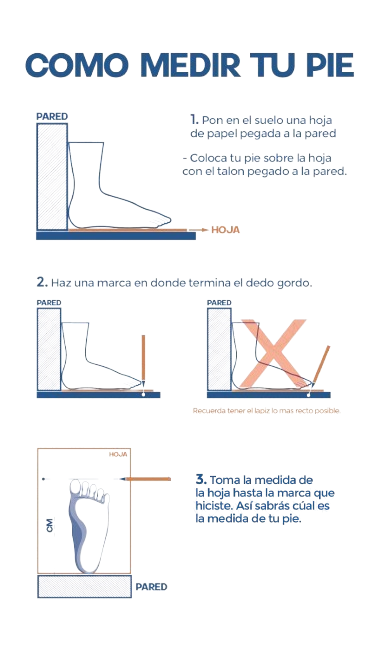 COMO MEDIR TU PIE
PARED
1. Pon en el suelo una hoja
de papel pegada a la pared
- Coloca tu pie sobre la hoja
con el talon pegado a la pared.
HOJA
2. Haz una marca en donde termina el dedo gordo.
PARED
PARED
Recuerda tener el lapiz lo mas recto posible.
HOJA
CM
3. Toma la medida de
la hoja hasta la marca que
hiciste. Así sabrás cúal es
la medida de tu pie.
PARED